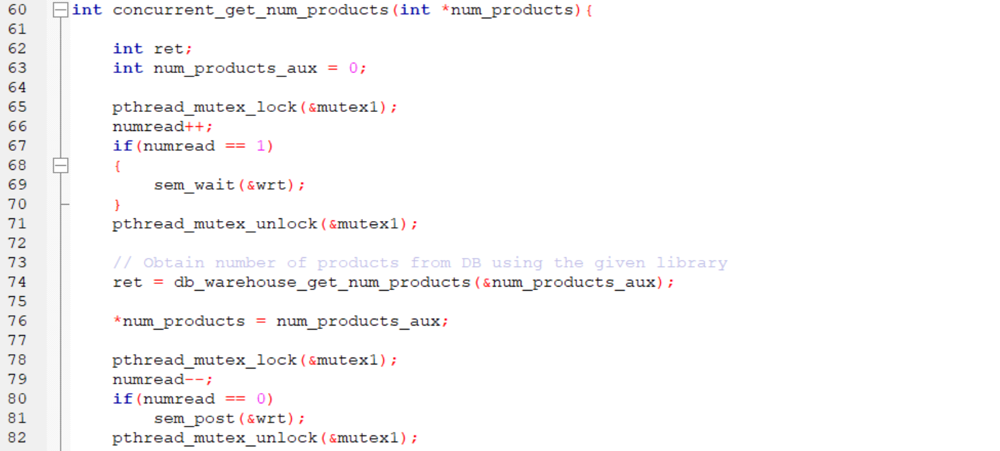 60 int concurrent_get_num_products(int *num_products){
61
62 int ret;
63 int num_products_aux = 0;
64
65 pthread_mutex_lock(&mutex1);
66 numread++;
67 if(numread == 1)
68 {
69 sem_wait(&wrt);
70 }
71 pthread_mutex_unlock(&mutex1);
72
73 // Obtain number of products from DB using the given library
74 ret = db_warehouse_get_num_products(&num_products_aux);
75
76 *num_products = num_products_aux;
77
78 pthread_mutex_lock(&mutex1);
79 numread--;
80 if(numread == 0)
81 sem_post(&wrt);
82 pthread_mutex_unlock(&mutex1);